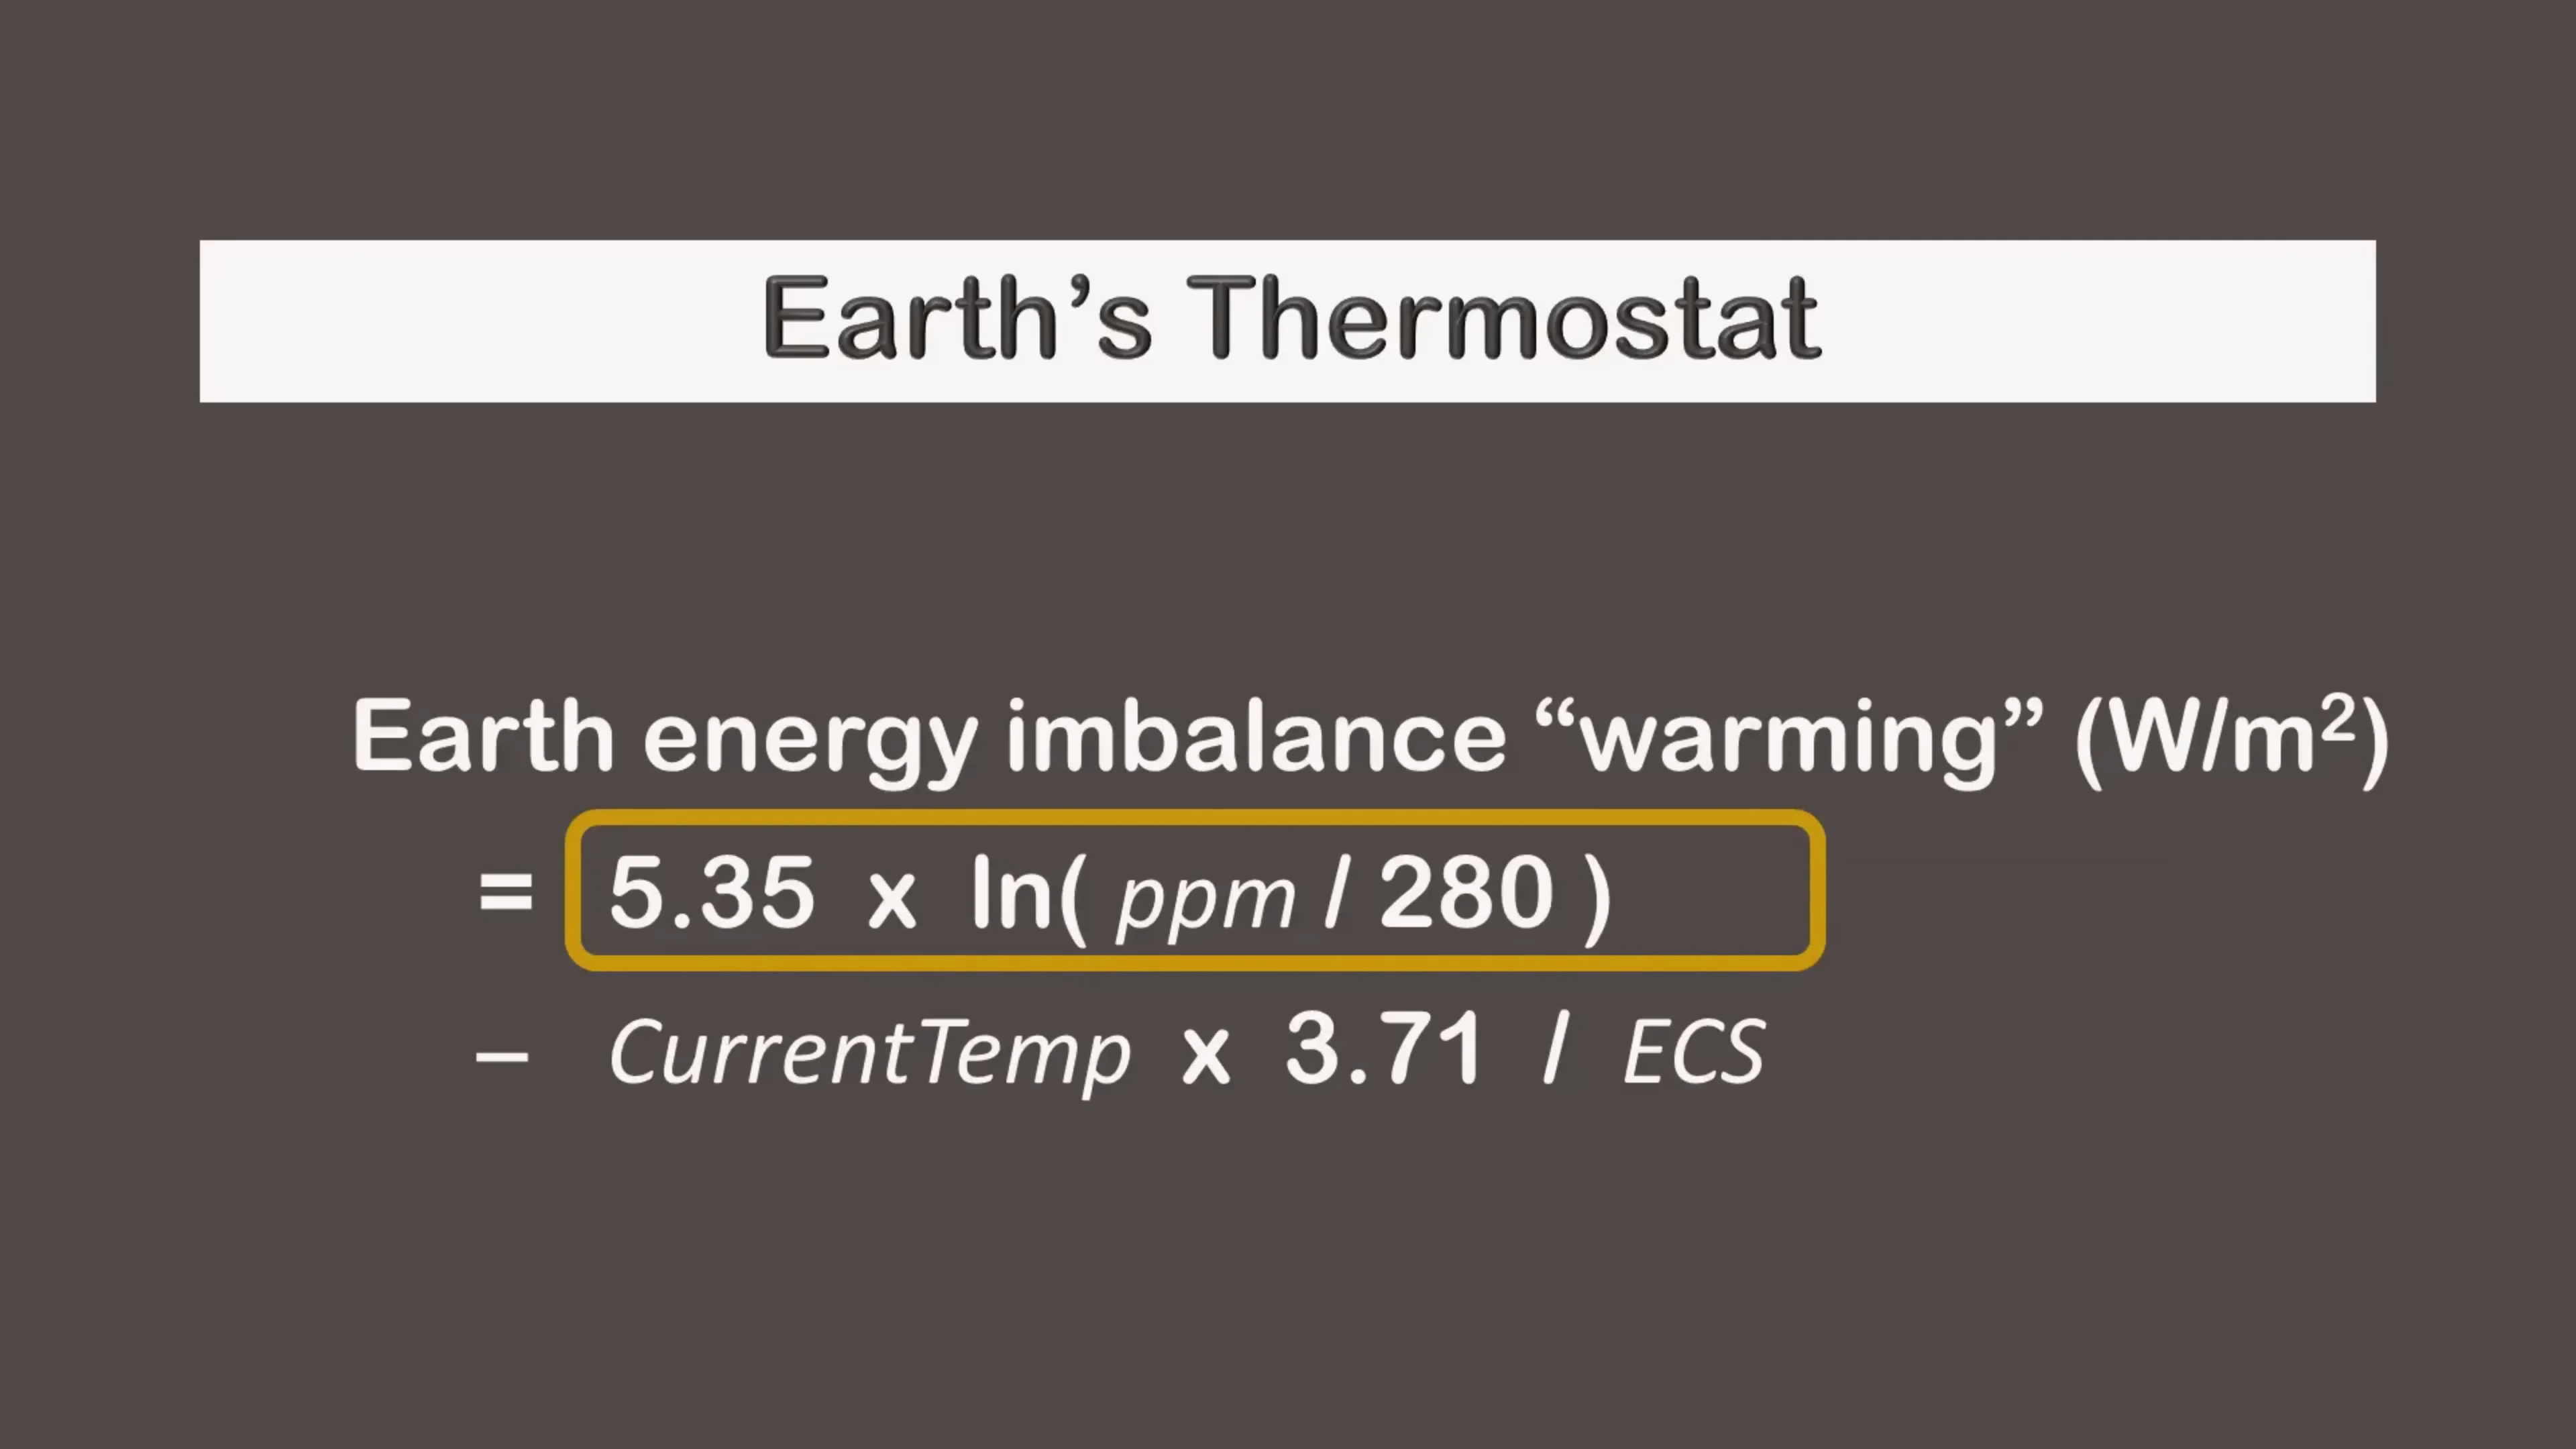 Earth’s Thermostat
Earth energy imbalance “warming” (W/m²)
= 5.35 x ln( ppm / 280 )
– CurrentTemp x 3.71 / ECS